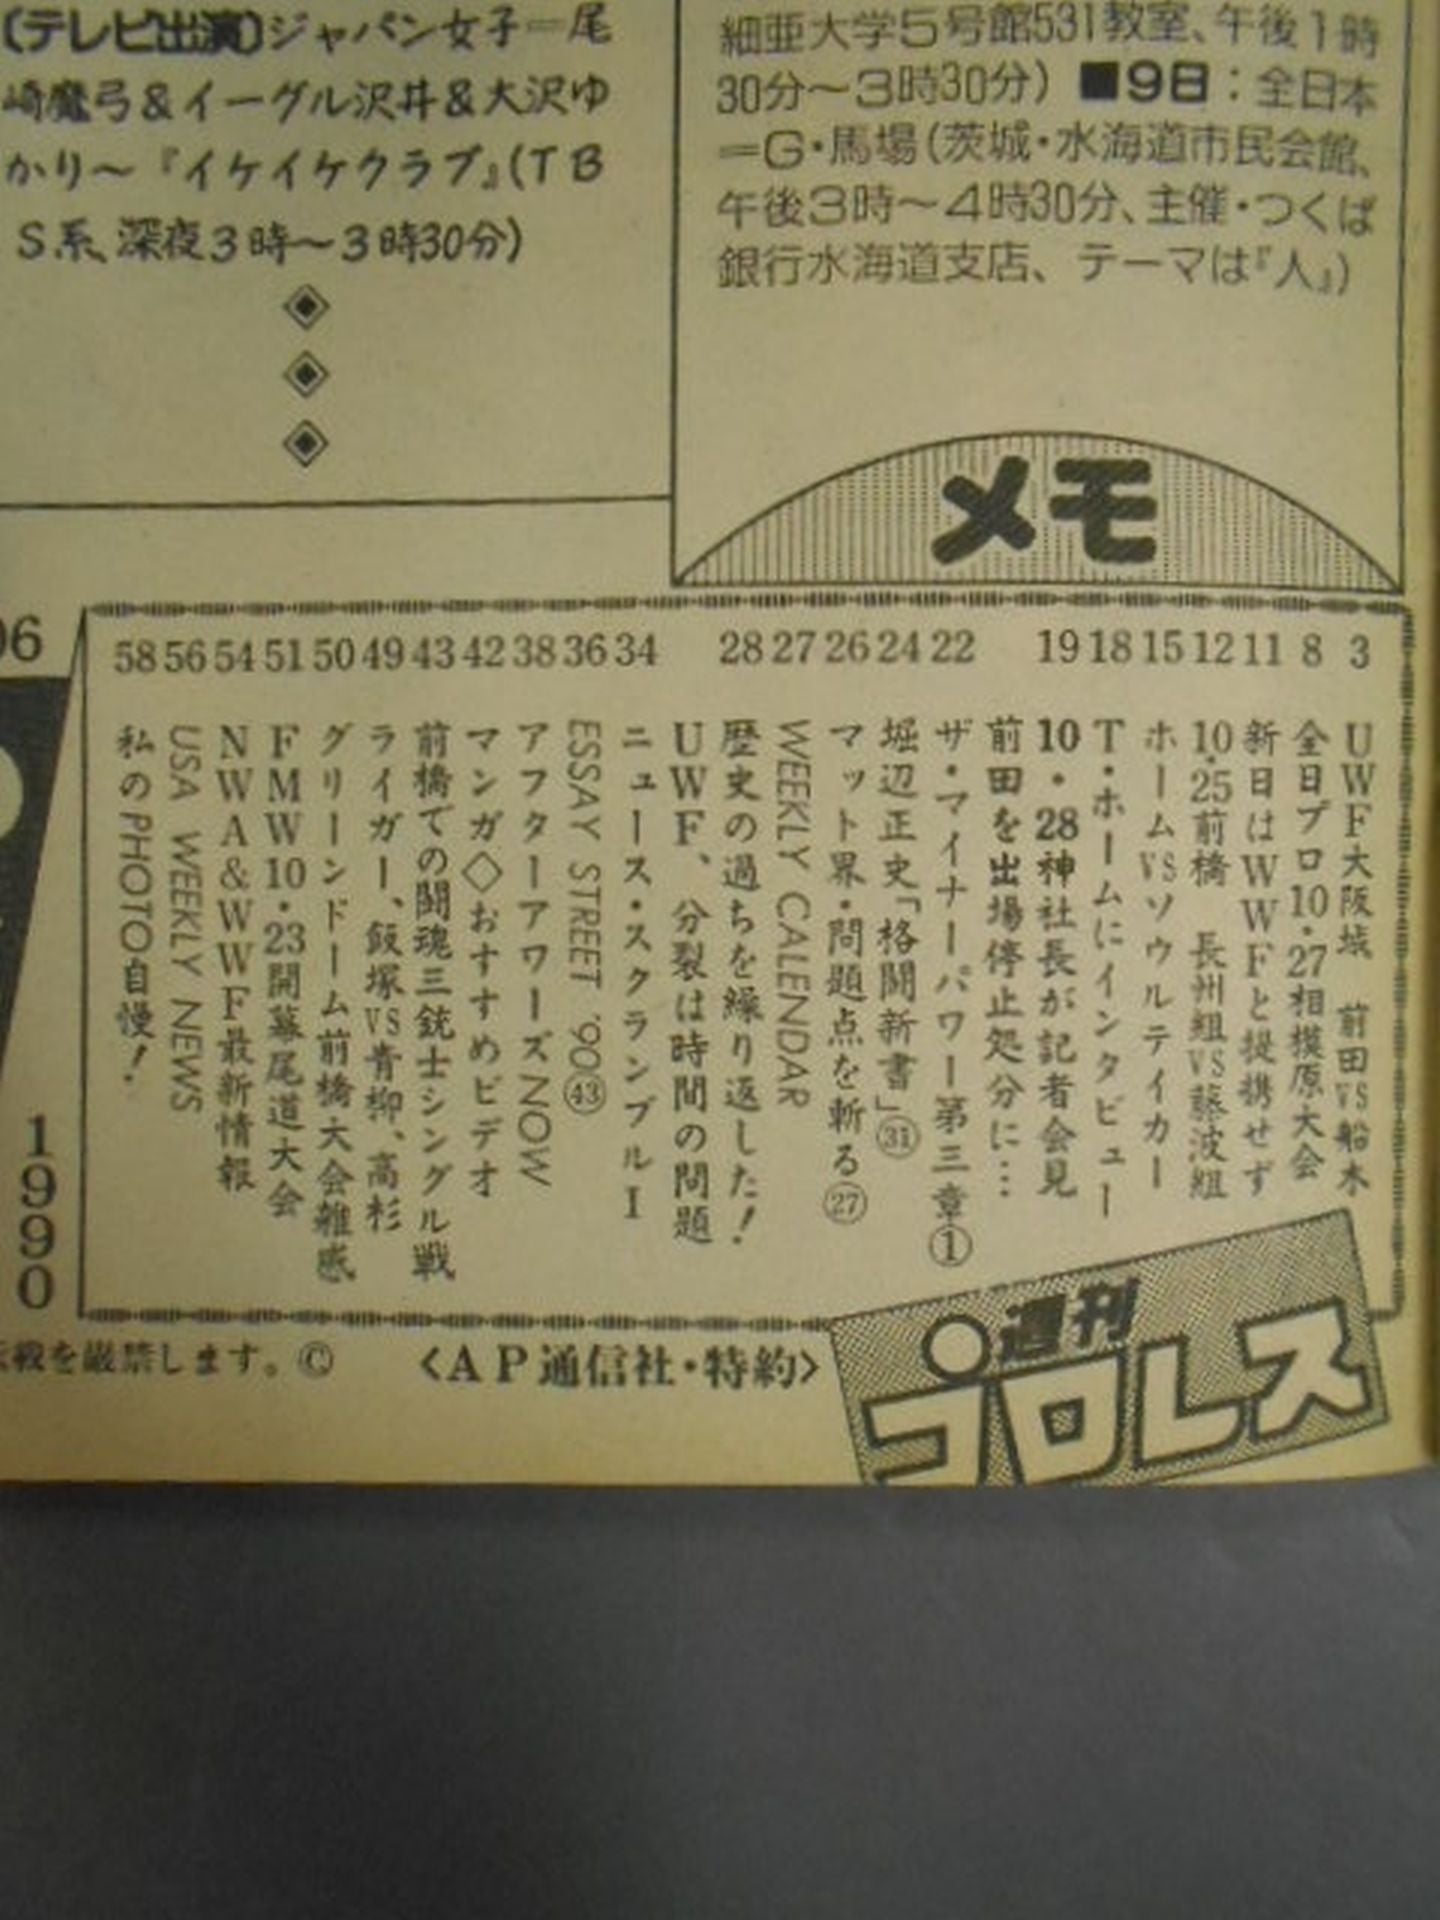 細亜大学5号館531教室、午後1時
30分〜3時30分）■9日：全日本
＝G・馬場（茨城・水海道市民会館、
午後3時〜4時30分、主催・つくば
銀行水海道支店、テーマは『人』）
メモ
（テレビ出演）ジャパン女子＝尾
崎魔弓＆イーグル沢井＆大沢ゆ
かり〜『イケイケクラブ』（TB
S系、深夜3時〜3時30分）
◈
◈
◈
3 UWF大阪城 前田VS船木
8 全日プロ10・27相模原大会
11 新日はWWFと提携せず
12 10・25前橋 長州組VS藤波組
15 ホームVSソウルテイカー
18 T・ホームにインタビュー
19 10・28神社長が記者会見
前田を出場停止処分に…
22 ザ・マイナーパワー第三章①
24 堀辺正史「格闘新書」㉛
26 マット界・問題点を斬る㉗
27 WEEKLY CALENDAR
28 歴史の過ちを繰り返した！
UWF、分裂は時間の問題
34 ニュース・スクランブルI
36 ESSAY STREET '90㊸
38 アフターアワーズNOW
42 マンガ◇おすすめビデオ
43 前橋での闘魂三銃士シングル戦
49 ライガー、飯塚VS青柳、高杉
50 グリーンドーム前橋大会雑感
51 FMW10・23開幕尾道大会
54 NWA＆WWF最新情報
56 USA WEEKLY NEWS
58 私のPHOTO自慢！
週刊
プロレス
〈AP通信社・特約〉
載を厳禁します。©
06
1990